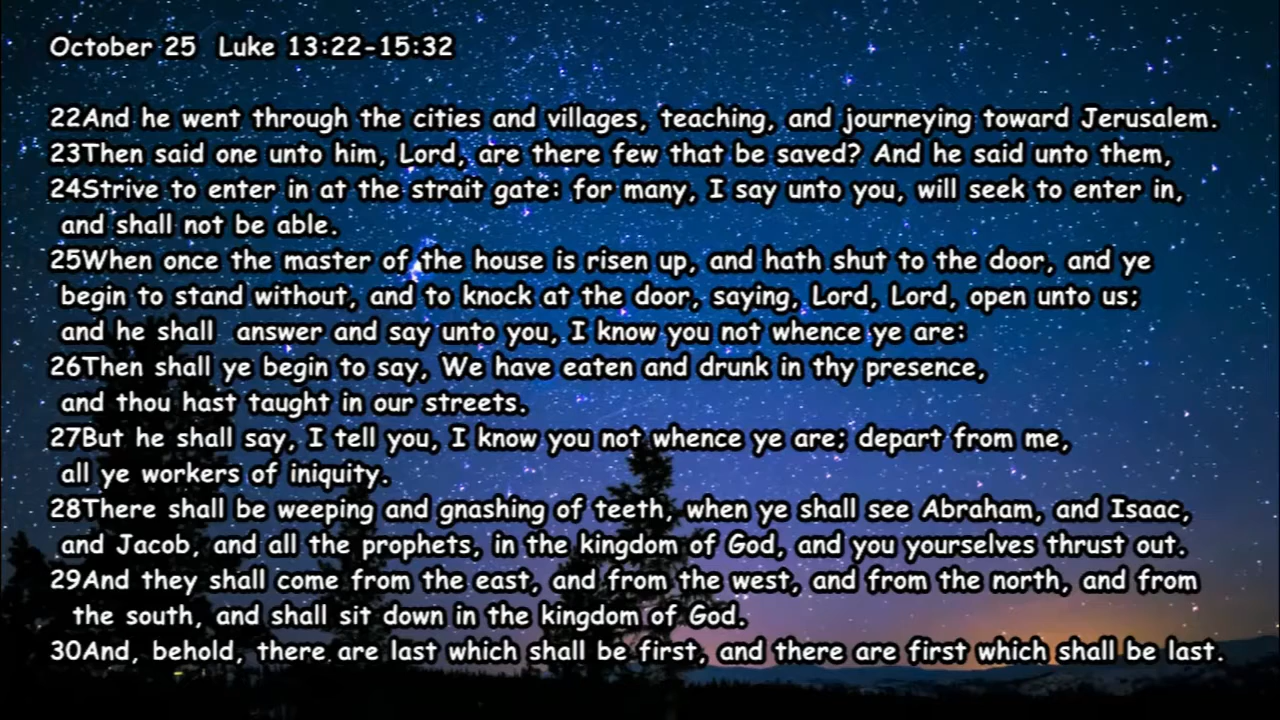 October 25  Luke 13:22-15:32
22And he went through the cities and villages, teaching, and journeying toward Jerusalem.
23Then said one unto him, Lord, are there few that be saved? And he said unto them,
24Strive to enter in at the strait gate: for many, I say unto you, will seek to enter in,
and shall not be able.
25When once the master of the house is risen up, and hath shut to the door, and ye
begin to stand without, and to knock at the door, saying, Lord, Lord, open unto us;
and he shall  answer and say unto you, I know you not whence ye are:
26Then shall ye begin to say, We have eaten and drunk in thy presence,
and thou hast taught in our streets.
27But he shall say, I tell you, I know you not whence ye are; depart from me,
all ye workers of iniquity.
28There shall be weeping and gnashing of teeth, when ye shall see Abraham, and Isaac,
and Jacob, and all the prophets, in the kingdom of God, and you yourselves thrust out.
29And they shall come from the east, and from the west, and from the north, and from
the south, and shall sit down in the kingdom of God.
30And, behold, there are last which shall be first, and there are first which shall be last.